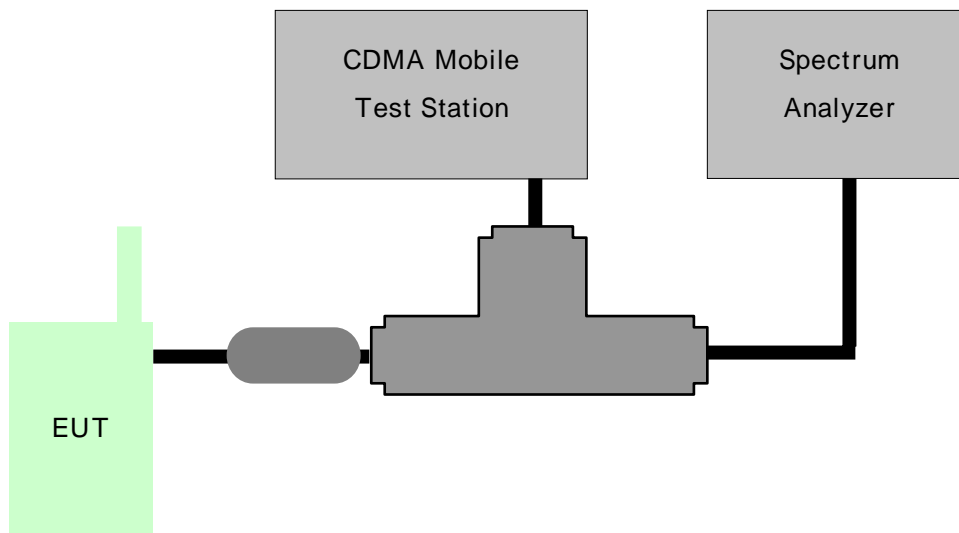 CDMA Mobile
Test Station
Spectrum
Analyzer
EUT